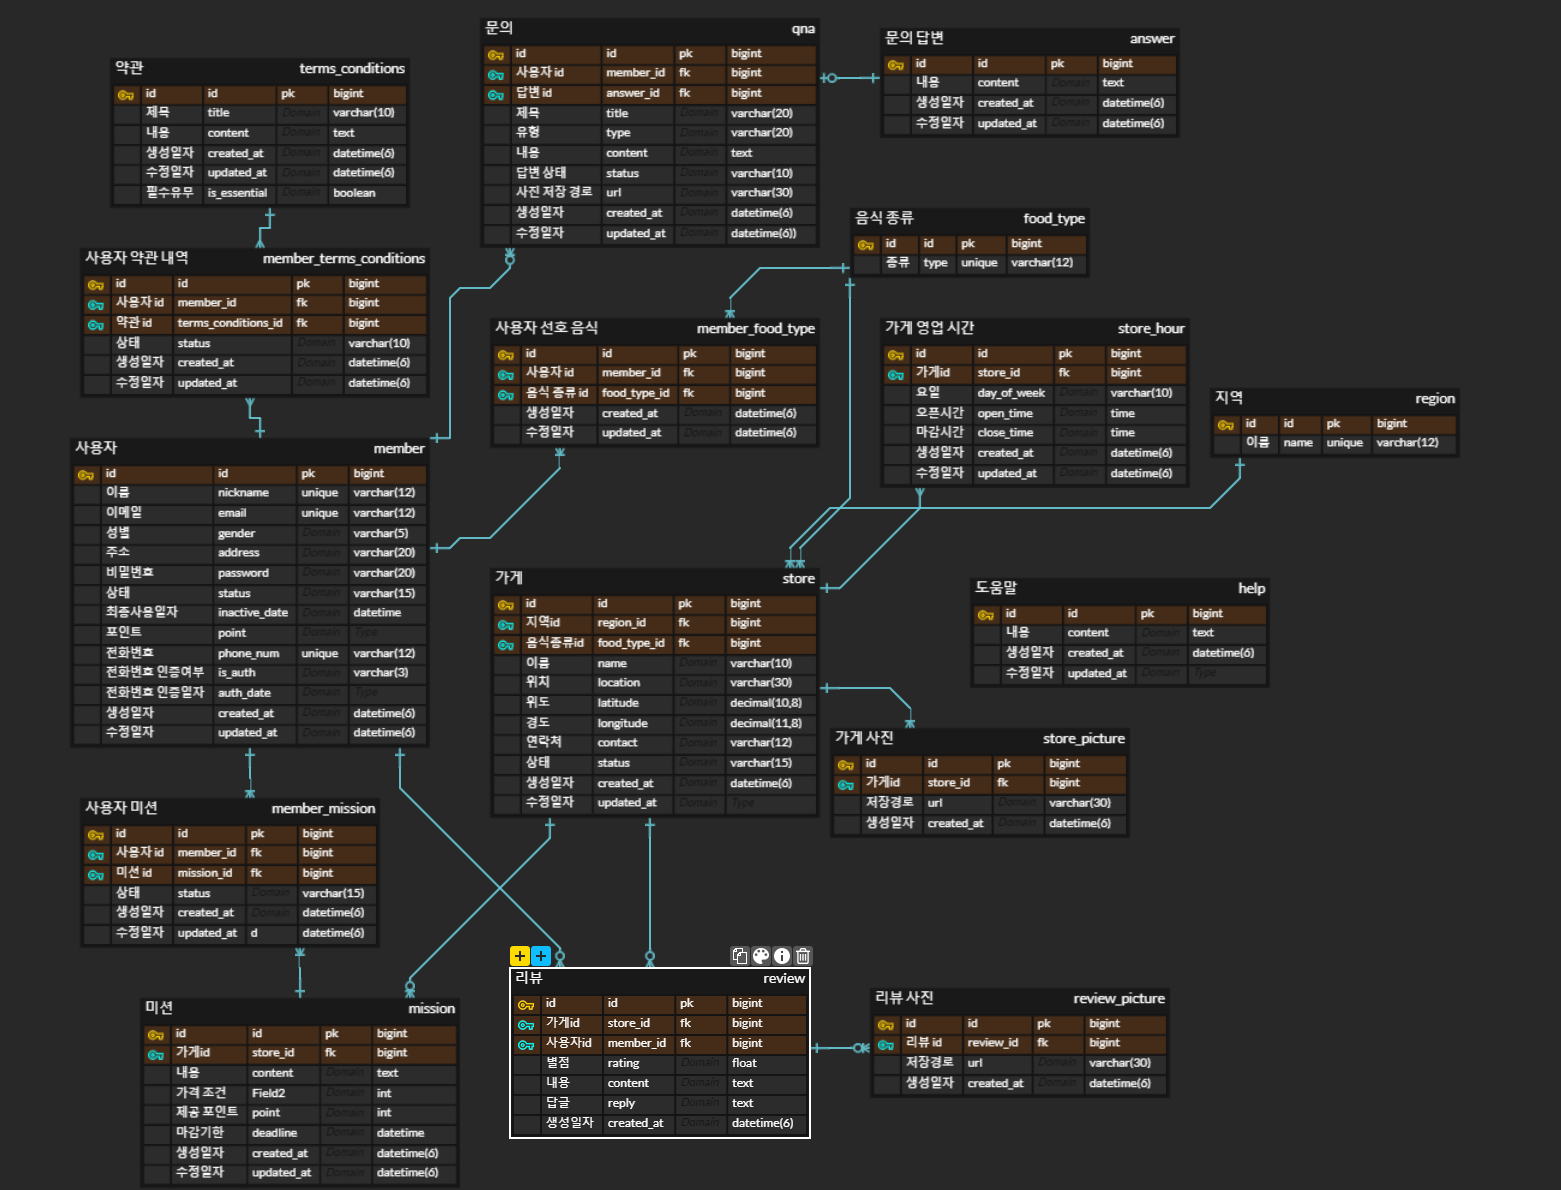 문의 qna
id id pk bigint
사용자 id member_id fk bigint
답변 id answer_id fk bigint
제목 title Domain varchar(20)
유형 type Domain varchar(20)
내용 content Domain text
답변 상태 status Domain varchar(10)
사진 저장 경로 url Domain varchar(30)
생성일자 created_at Domain datetime(6)
수정일자 updated_at Domain datetime(6))
문의 답변 answer
id id pk bigint
내용 content Domain text
생성일자 created_at Domain datetime(6)
수정일자 updated_at Domain datetime(6)
약관 terms_conditions
id id pk bigint
제목 title Domain varchar(10)
내용 content Domain text
생성일자 created_at Domain datetime(6)
수정일자 updated_at Domain datetime(6)
필수유무 is_essential Domain boolean
음식 종류 food_type
id id pk bigint
종류 type unique varchar(12)
사용자 약관 내역 member_terms_conditions
id id pk bigint
사용자 id member_id fk bigint
약관 id terms_conditions_id fk bigint
상태 status Domain varchar(10)
생성일자 created_at Domain datetime(6)
수정일자 updated_at Domain datetime(6)
사용자 선호 음식 member_food_type
id id pk bigint
사용자 id member_id fk bigint
음식 종류 id food_type_id fk bigint
생성일자 created_at Domain datetime(6)
수정일자 updated_at Domain datetime(6)
가게 영업 시간 store_hour
id id pk bigint
가게id store_id fk bigint
요일 day_of_week Domain varchar(10)
오픈시간 open_time Domain time
마감시간 close_time Domain time
생성일자 created_at Domain datetime(6)
수정일자 updated_at Domain datetime(6)
지역 region
id id pk bigint
이름 name unique varchar(12)
사용자 member
id id pk bigint
이름 nickname unique varchar(12)
이메일 email unique varchar(12)
성별 gender Domain varchar(5)
주소 address Domain varchar(20)
비밀번호 password Domain varchar(20)
상태 status Domain varchar(15)
최종사용일자 inactive_date Domain datetime
포인트 point Domain Type
전화번호 phone_num unique varchar(12)
전화번호 인증여부 is_auth Domain varchar(3)
전화번호 인증일자 auth_date Domain Type
생성일자 created_at Domain datetime(6)
수정일자 updated_at Domain datetime(6)
가게 store
id id pk bigint
지역id region_id fk bigint
음식종류id food_type_id fk bigint
이름 name Domain varchar(10)
위치 location Domain varchar(30)
위도 latitude Domain decimal(10,8)
경도 longitude Domain decimal(11,8)
연락처 contact Domain varchar(12)
상태 status Domain varchar(15)
생성일자 created_at Domain datetime(6)
수정일자 updated_at Domain Type
도움말 help
id id pk bigint
내용 content Domain text
생성일자 created_at Domain datetime(6)
수정일자 updated_at Domain Type
가게 사진 store_picture
id id pk bigint
가게id store_id fk bigint
저장경로 url Domain varchar(30)
생성일자 created_at Domain datetime(6)
사용자 미션 member_mission
id id pk bigint
사용자 id member_id fk bigint
미션 id mission_id fk bigint
상태 status Domain varchar(15)
생성일자 created_at Domain datetime(6)
수정일자 updated_at d datetime(6)
미션 mission
id id pk bigint
가게id store_id fk bigint
내용 content Domain text
가격 조건 Field2 Domain int
제공 포인트 point Domain int
마감기한 deadline Domain datetime
생성일자 created_at Domain datetime(6)
수정일자 updated_at Domain datetime(6)
리뷰 review
id id pk bigint
가게id store_id fk bigint
사용자id member_id fk bigint
별점 rating Domain float
내용 content Domain text
답글 reply Domain text
생성일자 created_at Domain datetime(6)
리뷰 사진 review_picture
id id pk bigint
리뷰 id review_id fk bigint
저장경로 url Domain varchar(30)
생성일자 created_at Domain datetime(6)